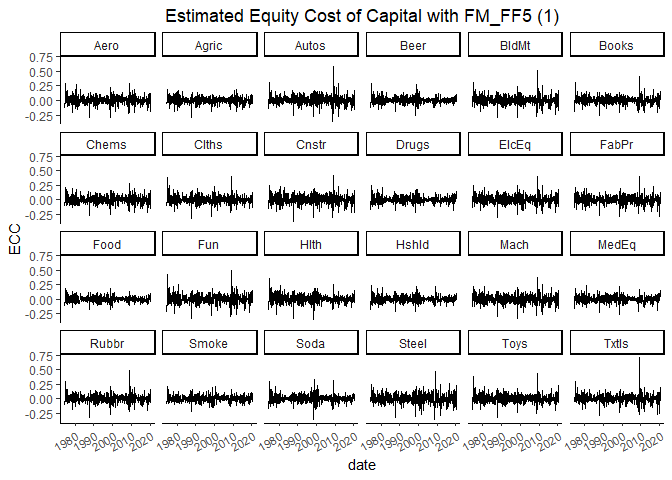 Estimated Equity Cost of Capital with FM_FF5 (1)
Aero Agric Autos Beer BldMt Books
0.75
0.50
0.25
0.00
-0.25
Chems Clths Cnstr Drugs ElcEq FabPr
0.75
0.50
0.25
0.00
-0.25
Food Fun Hlth Hshld Mach MedEq
0.75
0.50
0.25
0.00
-0.25
Rubbr Smoke Soda Steel Toys Txtls
0.75
0.50
0.25
0.00
-0.25
ECC
1980 1990 2000 2010 2020 1980 1990 2000 2010 2020 1980 1990 2000 2010 2020 1980 1990 2000 2010 2020 1980 1990 2000 2010 2020 1980 1990 2000 2010 2020
date